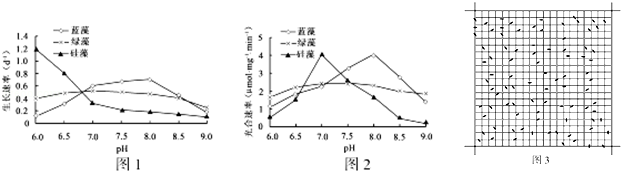 蓝藻
绿藻
硅藻
生长速率（d⁻¹）
1.4
1.2
1.0
0.8
0.6
0.4
0.2
0
6.0 6.5 7.0 7.5 8.0 8.5 9.0
pH
图 1
蓝藻
绿藻
硅藻
光合速率（μmol·mg⁻¹·min⁻¹）
5
4
3
2
1
0
6.0 6.5 7.0 7.5 8.0 8.5 9.0
pH
图 2
图 3